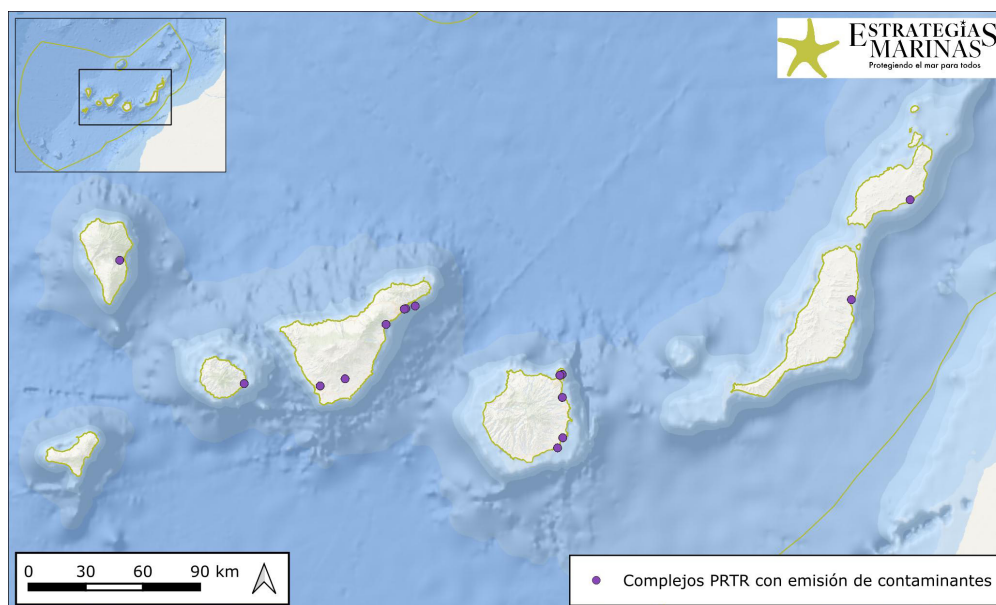 ESTRATEGIAS
MARINAS
Protegiendo el mar para todos
0 30 60 90 km
Complejos PRTR con emisión de contaminantes